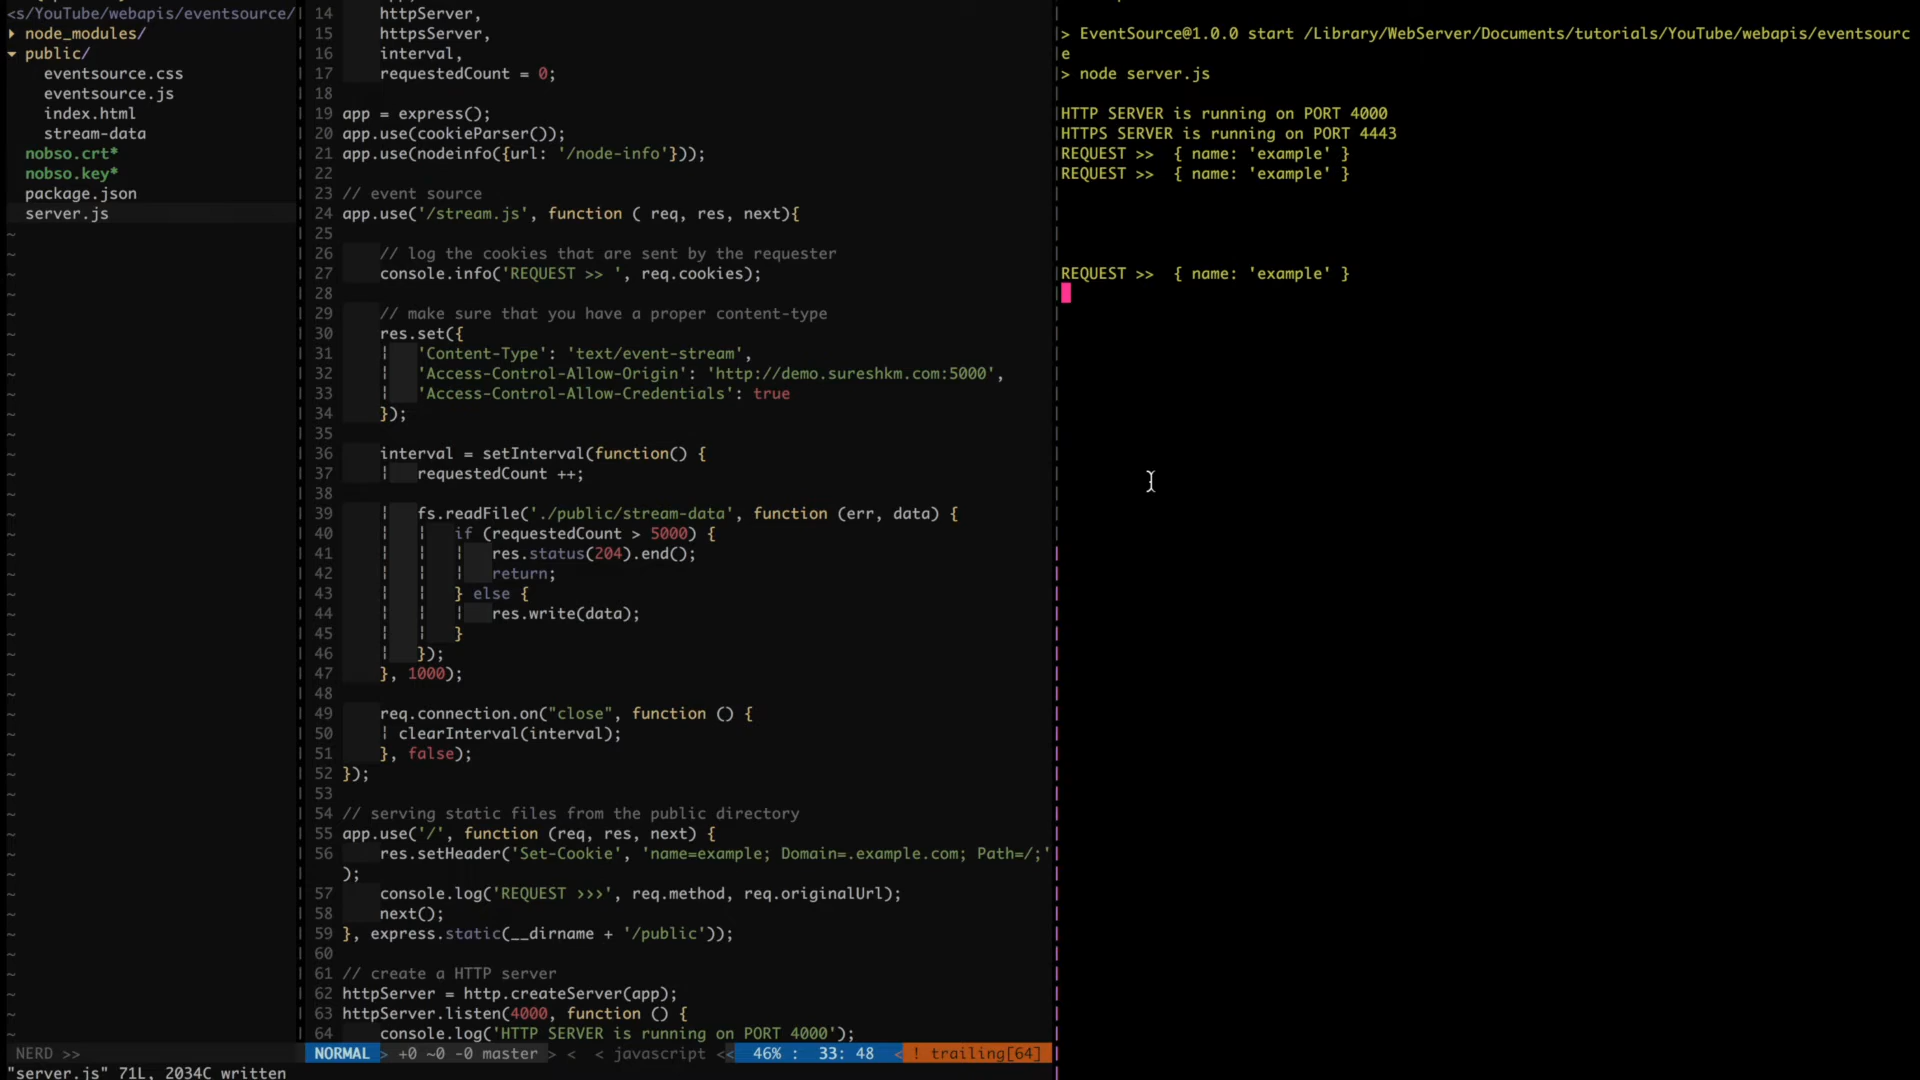 <s/YouTube/webapis/eventsource/
▸ node_modules/
▾ public/
eventsource.css
eventsource.js
index.html
stream-data
nobso.crt*
nobso.key*
package.json
server.js
14 httpServer,
15 httpsServer,
16 interval,
17 requestedCount = 0;
18
19 app = express();
20 app.use(cookieParser());
21 app.use(nodeinfo({url: '/node-info'}));
22
23 // event source
24 app.use('/stream.js', function ( req, res, next){
25
26 // log the cookies that are sent by the requester
27 console.info('REQUEST >> ', req.cookies);
28
29 // make sure that you have a proper content-type
30 res.set({
31 'Content-Type': 'text/event-stream',
32 'Access-Control-Allow-Origin': 'http://demo.sureshkm.com:5000',
33 'Access-Control-Allow-Credentials': true
34 });
35
36 interval = setInterval(function() {
37 requestedCount ++;
38
39 fs.readFile('./public/stream-data', function (err, data) {
40 if (requestedCount > 5000) {
41 res.status(204).end();
42 return;
43 } else {
44 res.write(data);
45 }
46 });
47 }, 1000);
48
49 req.connection.on("close", function () {
50 clearInterval(interval);
51 }, false);
52 });
53
54 // serving static files from the public directory
55 app.use('/', function (req, res, next) {
56 res.setHeader('Set-Cookie', 'name=example; Domain=.example.com; Path=/;'
);
57 console.log('REQUEST >>>', req.method, req.originalUrl);
58 next();
59 }, express.static(__dirname + '/public'));
60
61 // create a HTTP server
62 httpServer = http.createServer(app);
63 httpServer.listen(4000, function () {
64 console.log('HTTP SERVER is running on PORT 4000');
NERD >>
NORMAL > +0 ~0 -0 master > < < javascript << 46% : 33: 48 < ! trailing[64]
"server.js" 71L, 2034C written
> EventSource@1.0.0 start /Library/WebServer/Documents/tutorials/YouTube/webapis/eventsourc
e
> node server.js
HTTP SERVER is running on PORT 4000
HTTPS SERVER is running on PORT 4443
REQUEST >> { name: 'example' }
REQUEST >> { name: 'example' }
REQUEST >> { name: 'example' }